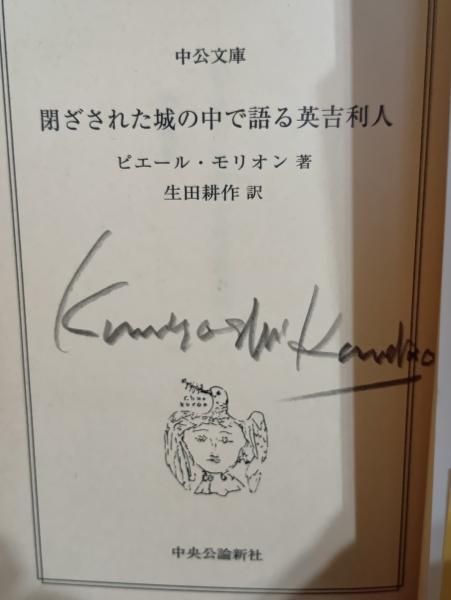 中公文庫
閉ざされた城の中で語る英吉利人
ピエール・モリオン 著
生田耕作 訳
Kuniyoshi Kaneko
中央公論新社